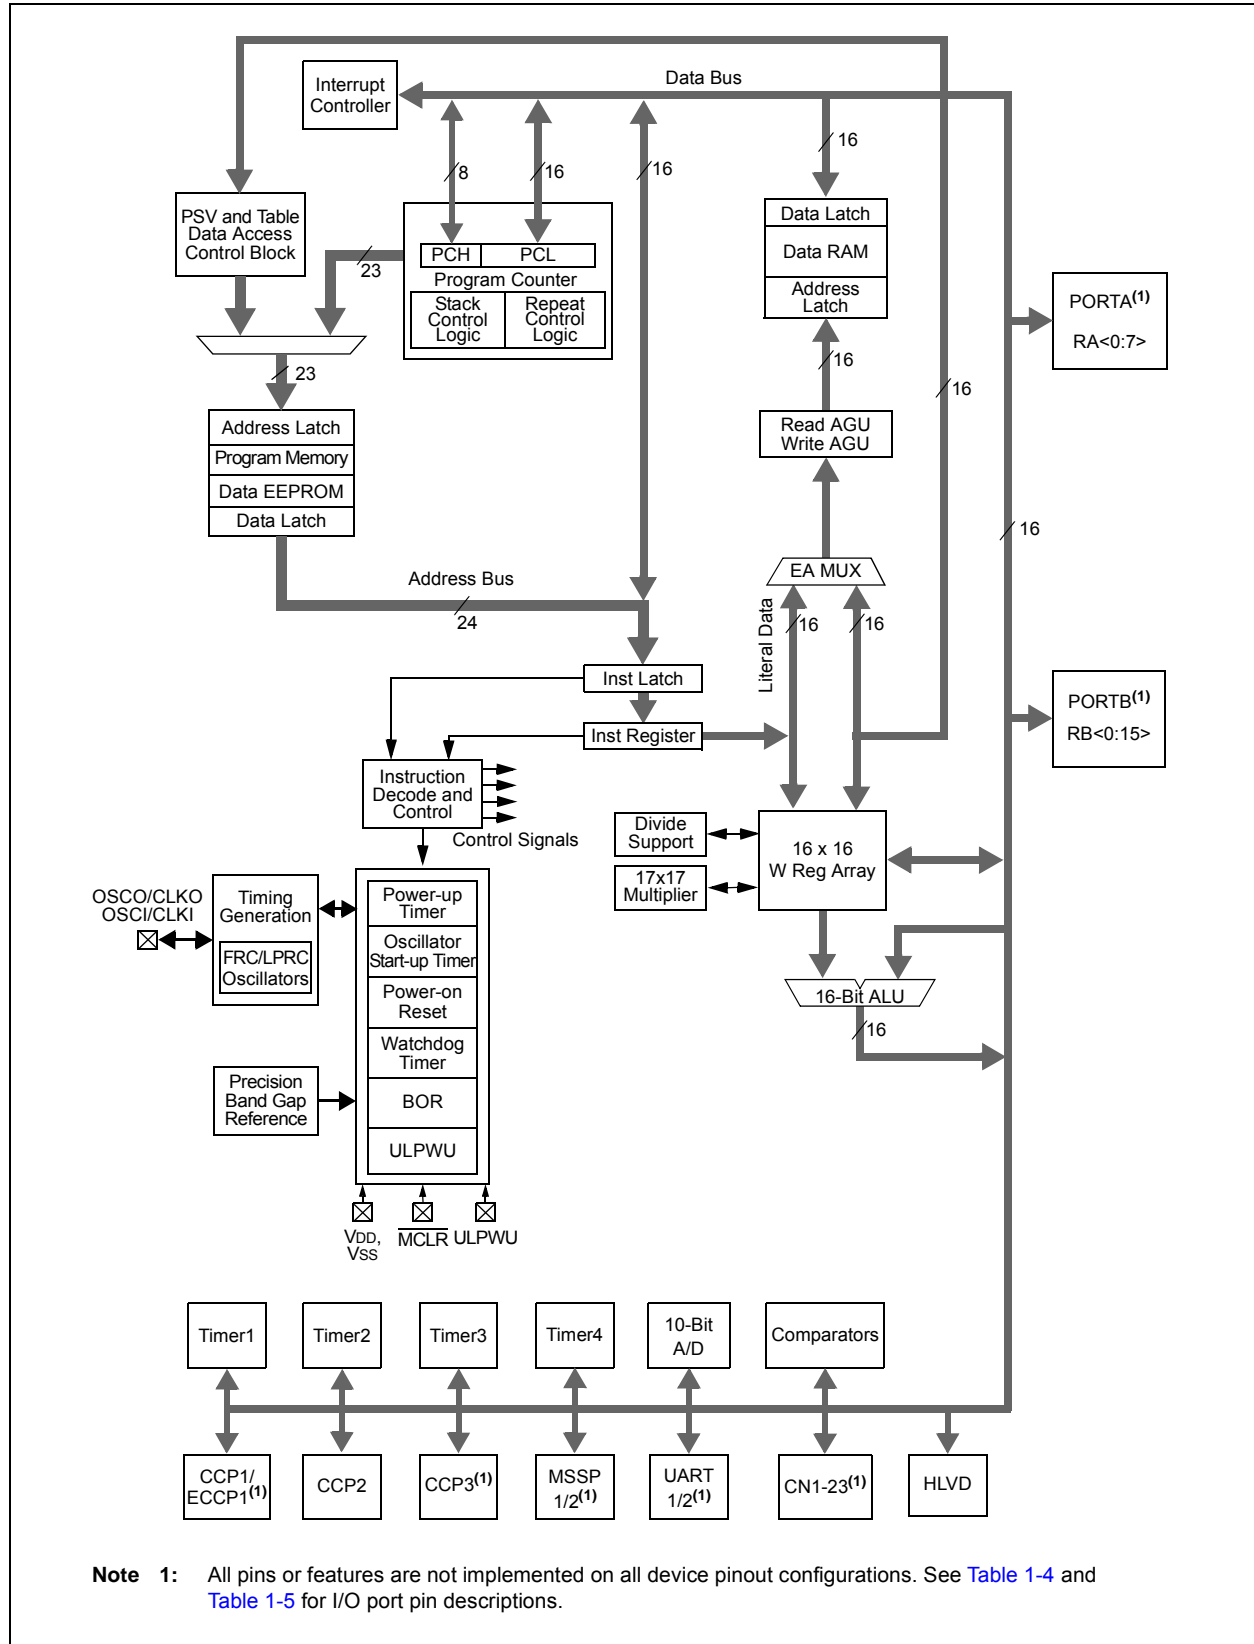 Data Bus
Interrupt
Controller
8
16
16
16
PSV and Table
Data Access
Control Block
23
PCH
PCL
Program Counter
Stack
Control
Logic
Repeat
Control
Logic
Data Latch
Data RAM
Address
Latch
PORTA(1)
RA<0:7>
16
23
16
Address Latch
Program Memory
Data EEPROM
Data Latch
Read AGU
Write AGU
16
EA MUX
Address Bus
24
Literal Data
16
16
Inst Latch
Inst Register
PORTB(1)
RB<0:15>
Instruction
Decode and
Control
Control Signals
Divide
Support
17x17
Multiplier
16 x 16
W Reg Array
OSCO/CLKO
OSCI/CLKI
Timing
Generation
FRC/LPRC
Oscillators
Power-up
Timer
Oscillator
Start-up Timer
Power-on
Reset
Watchdog
Timer
BOR
ULPWU
16-Bit ALU
16
Precision
Band Gap
Reference
VDD,
VSS
MCLR
ULPWU
Timer1
Timer2
Timer3
Timer4
10-Bit
A/D
Comparators
CCP1/
ECCP1(1)
CCP2
CCP3(1)
MSSP
1/2(1)
UART
1/2(1)
CN1-23(1)
HLVD
Note 1: All pins or features are not implemented on all device pinout configurations. See Table 1-4 and
Table 1-5 for I/O port pin descriptions.